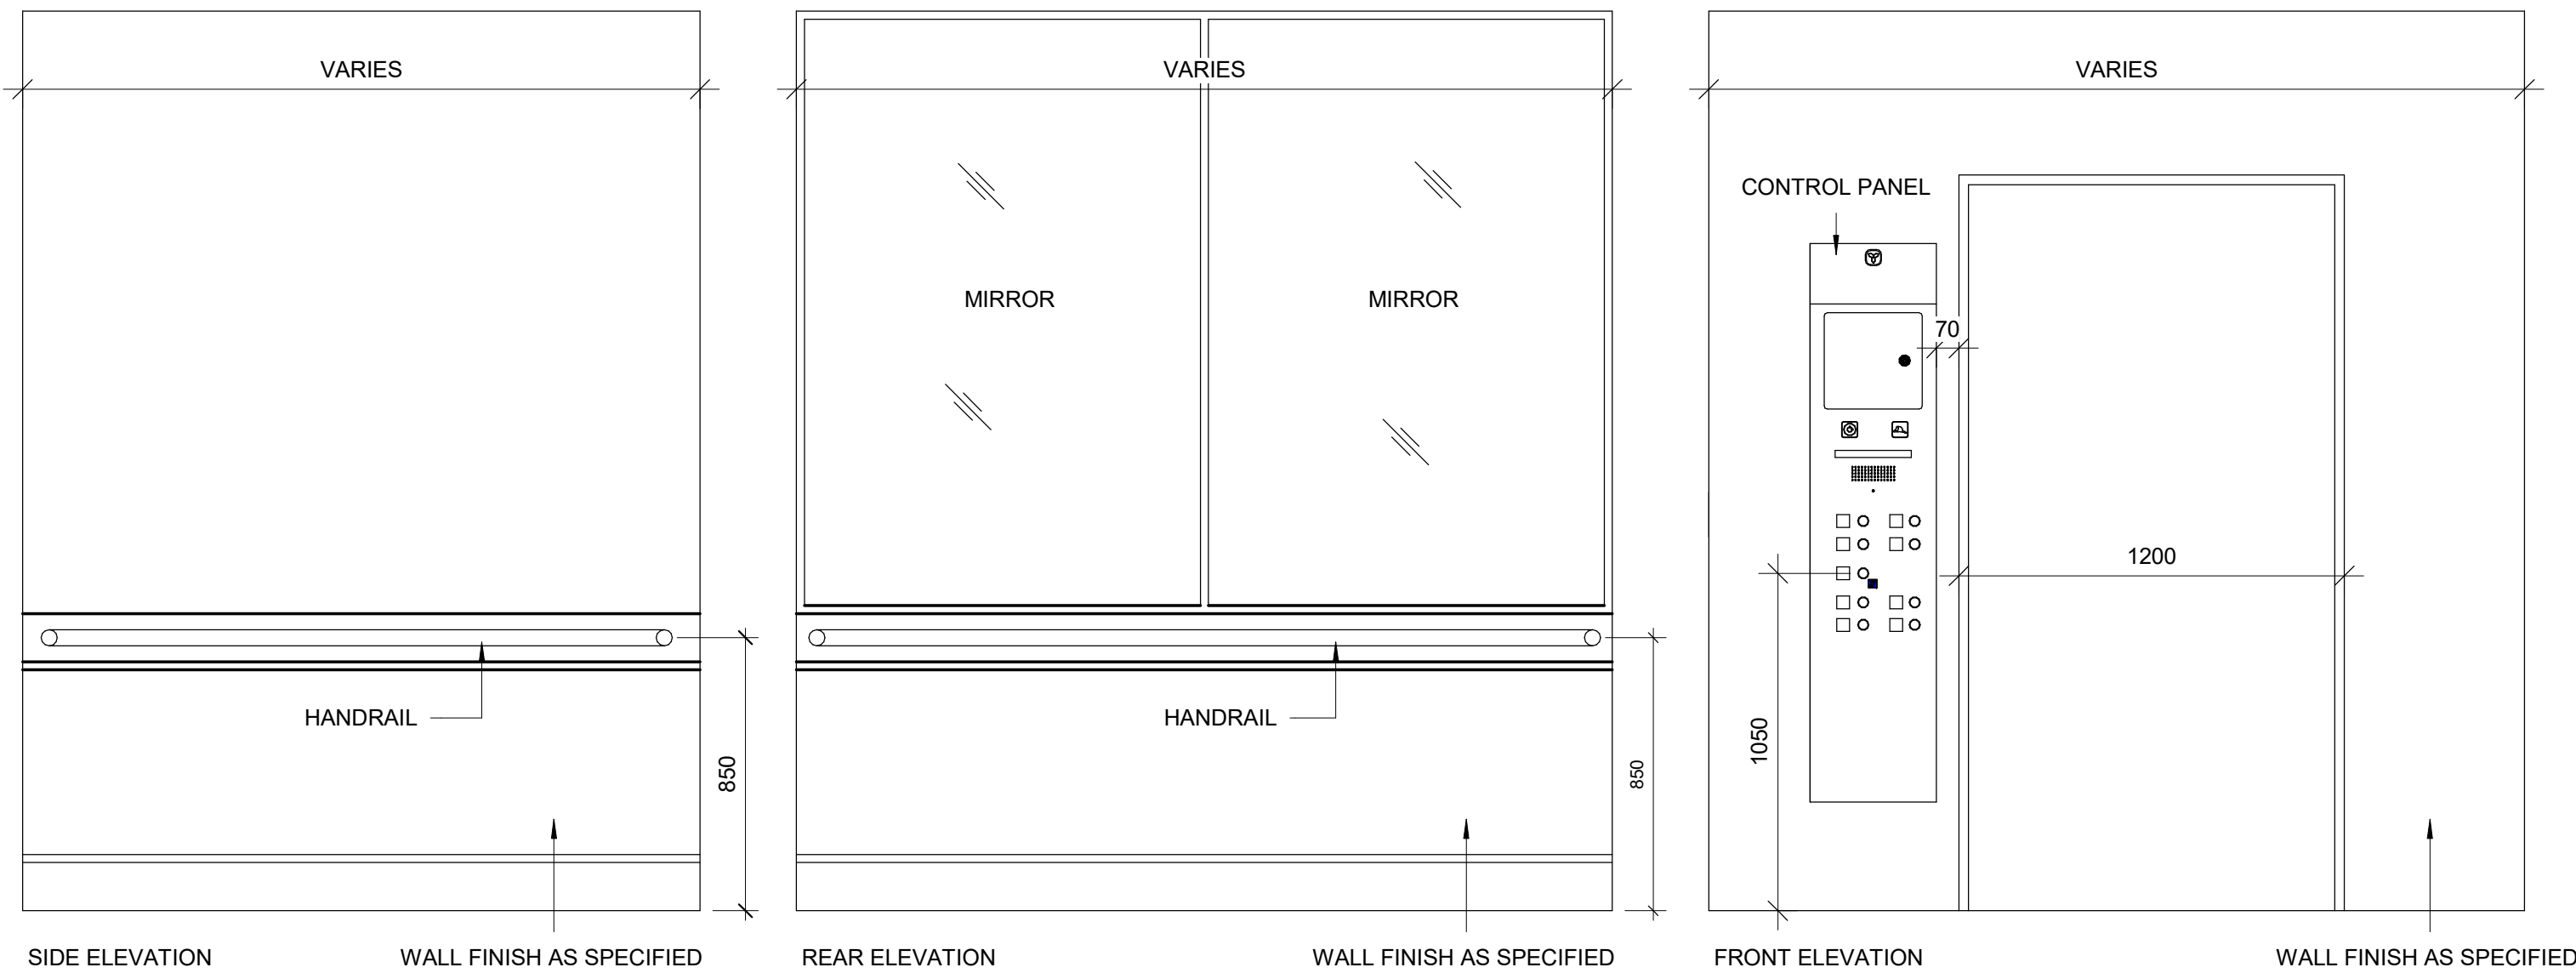 VARIES
HANDRAIL
850
SIDE ELEVATION
WALL FINISH AS SPECIFIED
VARIES
MIRROR
MIRROR
HANDRAIL
850
REAR ELEVATION
WALL FINISH AS SPECIFIED
VARIES
CONTROL PANEL
70
1200
1050
FRONT ELEVATION
WALL FINISH AS SPECIFIED